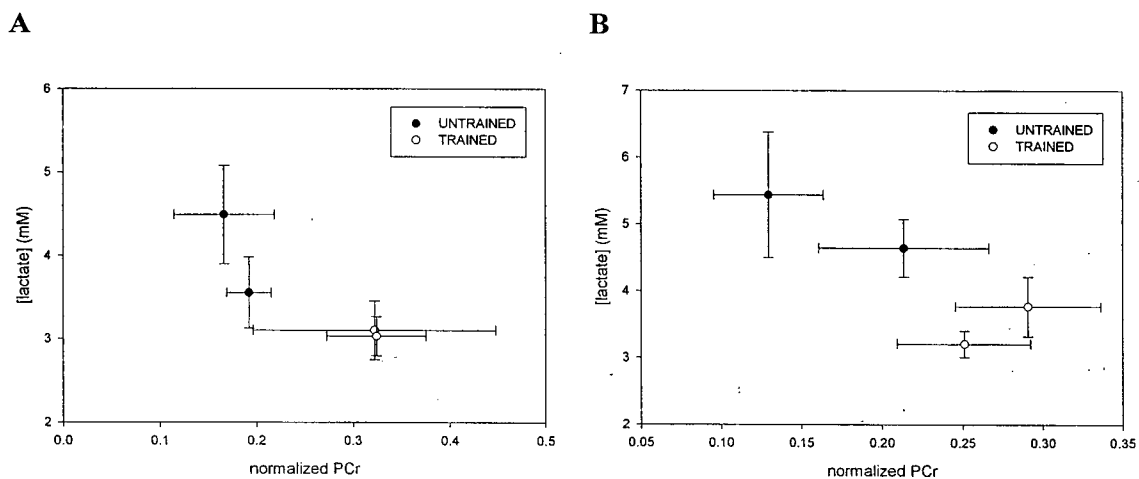 A
6
5
4
3
2
[lactate] (mM)
UNTRAINED
TRAINED
0.0
0.1
0.2
0.3
0.4
0.5
normalized PCr
B
7
6
5
4
3
2
[lactate] (mM)
UNTRAINED
TRAINED
0.05
0.10
0.15
0.20
0.25
0.30
0.35
normalized PCr